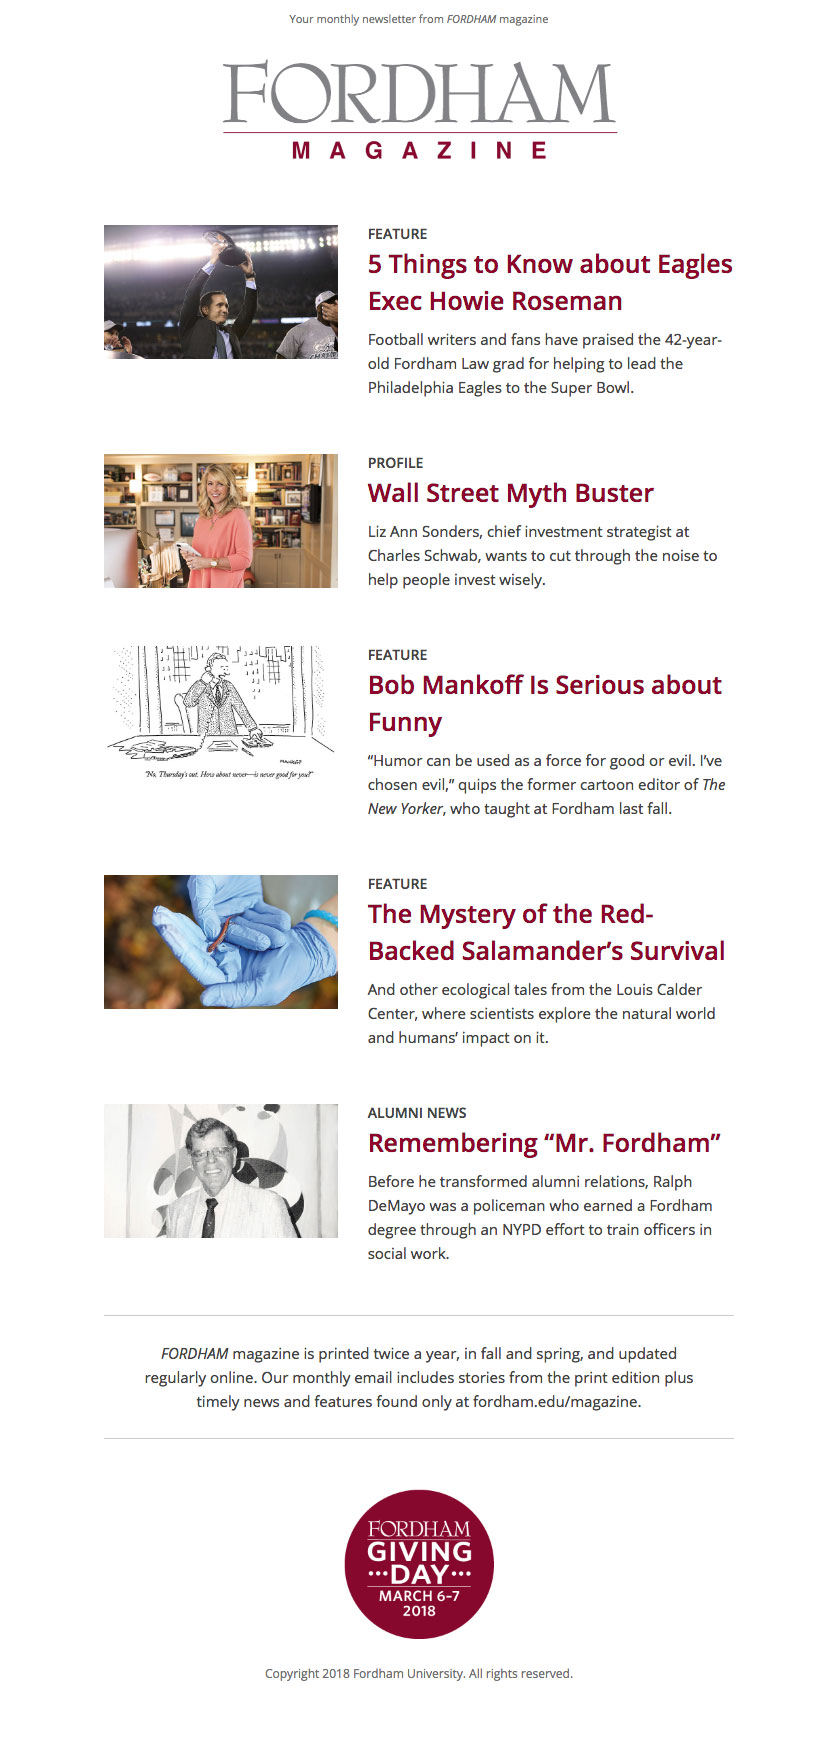 Your monthly newsletter from FORDHAM magazine
FORDHAM
MAGAZINE
FEATURE
5 Things to Know about Eagles
Exec Howie Roseman
Football writers and fans have praised the 42-year-
old Fordham Law grad for helping to lead the
Philadelphia Eagles to the Super Bowl.
PROFILE
Wall Street Myth Buster
Liz Ann Sonders, chief investment strategist at
Charles Schwab, wants to cut through the noise to
help people invest wisely.
MANKOFF
"No, Thursday's out. How about never—is never good for you?"
FEATURE
Bob Mankoff Is Serious about
Funny
“Humor can be used as a force for good or evil. I’ve
chosen evil,” quips the former cartoon editor of The
New Yorker, who taught at Fordham last fall.
FEATURE
The Mystery of the Red-
Backed Salamander’s Survival
And other ecological tales from the Louis Calder
Center, where scientists explore the natural world
and humans’ impact on it.
ALUMNI NEWS
Remembering “Mr. Fordham”
Before he transformed alumni relations, Ralph
DeMayo was a policeman who earned a Fordham
degree through an NYPD effort to train officers in
social work.
FORDHAM magazine is printed twice a year, in fall and spring, and updated
regularly online. Our monthly email includes stories from the print edition plus
timely news and features found only at fordham.edu/magazine.
FORDHAM
GIVING
···DAY···
MARCH 6–7
2018
Copyright 2018 Fordham University. All rights reserved.